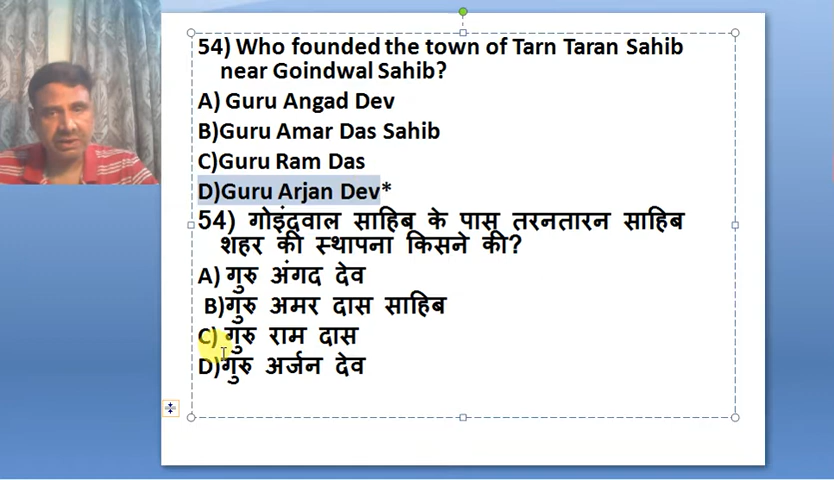 54) Who founded the town of Tarn Taran Sahib
near Goindwal Sahib?
A) Guru Angad Dev
B)Guru Amar Das Sahib
C)Guru Ram Das
D)Guru Arjan Dev*
54) गोइंदवाल साहिब के पास तरनतारन साहिब
शहर की स्थापना किसने की?
A) गुरु अंगद देव
B)गुरु अमर दास साहिब
C) गुरु राम दास
D)गुरु अर्जन देव